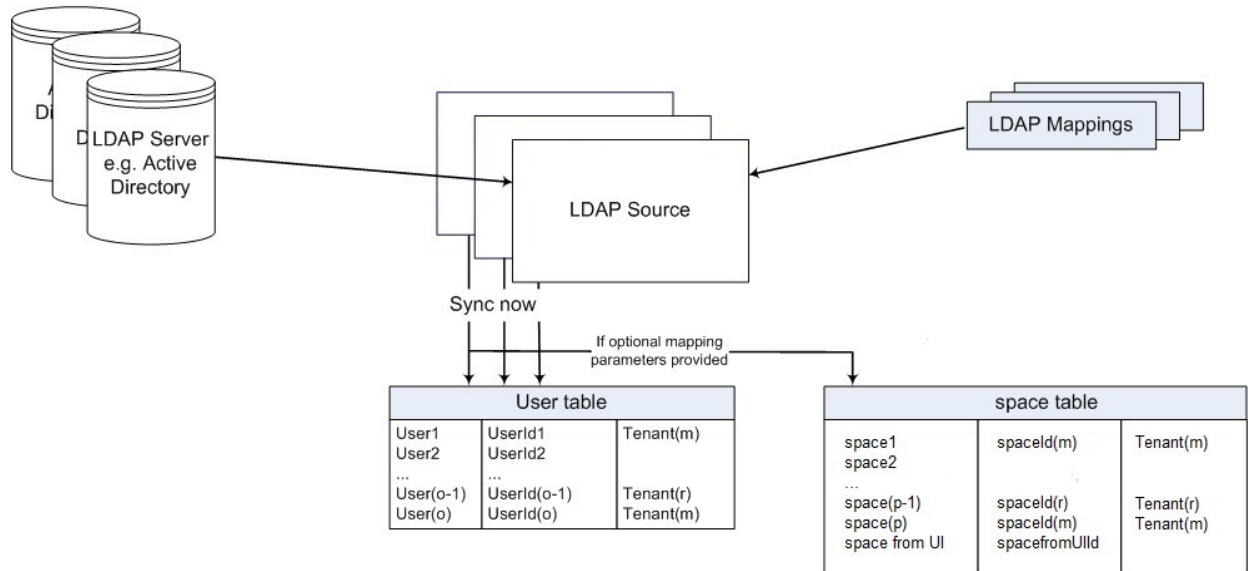 A
Di
D
LDAP Server
e.g. Active
Directory
LDAP Mappings
LDAP Source
Sync now
If optional mapping
parameters provided
User table
User1 UserId1 Tenant(m)
User2 UserId2
... ...
User(o-1) UserId(o-1) Tenant(r)
User(o) UserId(o) Tenant(m)
space table
space1 spaceId(m) Tenant(m)
space2
...
space(p-1) spaceId(r) Tenant(r)
space(p) spaceId(m) Tenant(m)
space from UI spacefromUIId